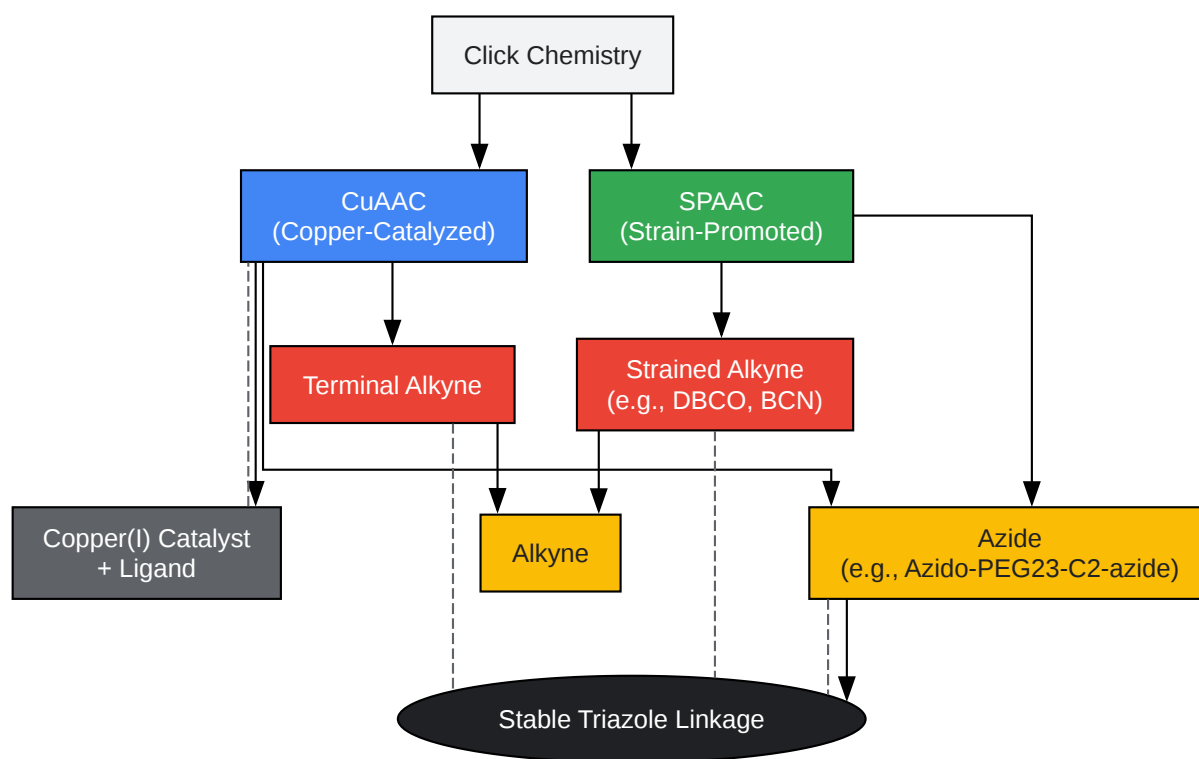 Click Chemistry
CuAAC
(Copper-Catalyzed)
SPAAC
(Strain-Promoted)
Terminal Alkyne
Strained Alkyne
(e.g., DBCO, BCN)
Copper(I) Catalyst
+ Ligand
Alkyne
Azide
(e.g., Azido-PEG23-C2-azide)
Stable Triazole Linkage